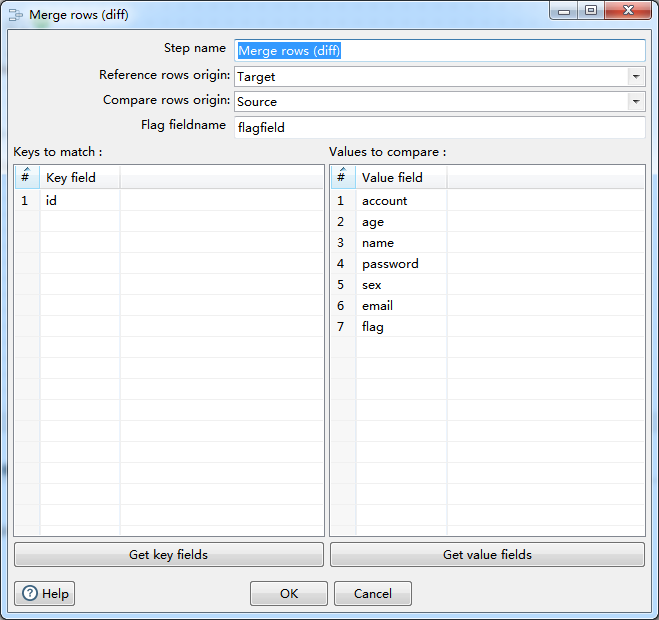 Merge rows (diff)
Step name Merge rows (diff)
Reference rows origin: Target
Compare rows origin: Source
Flag fieldname flagfield
Keys to match :
# Key field
1 id
Get key fields
Values to compare :
# Value field
1 account
2 age
3 name
4 password
5 sex
6 email
7 flag
Get value fields
? Help
OK
Cancel